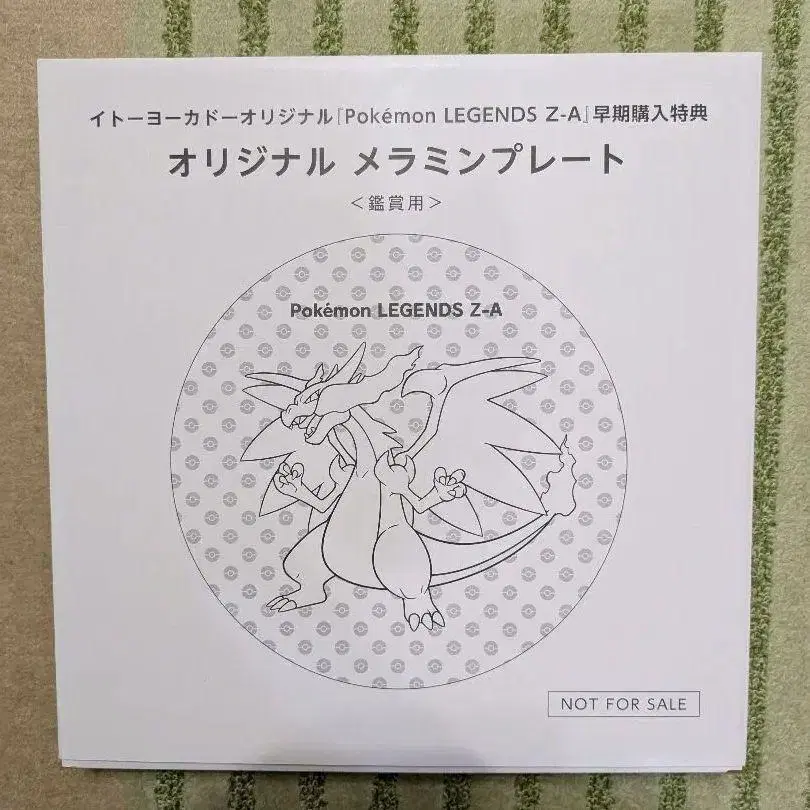 イトーヨーカドーオリジナル『Pokémon LEGENDS Z-A』早期購入特典
オリジナル メラミンプレート
＜鑑賞用＞
Pokémon LEGENDS Z-A
NOT FOR SALE